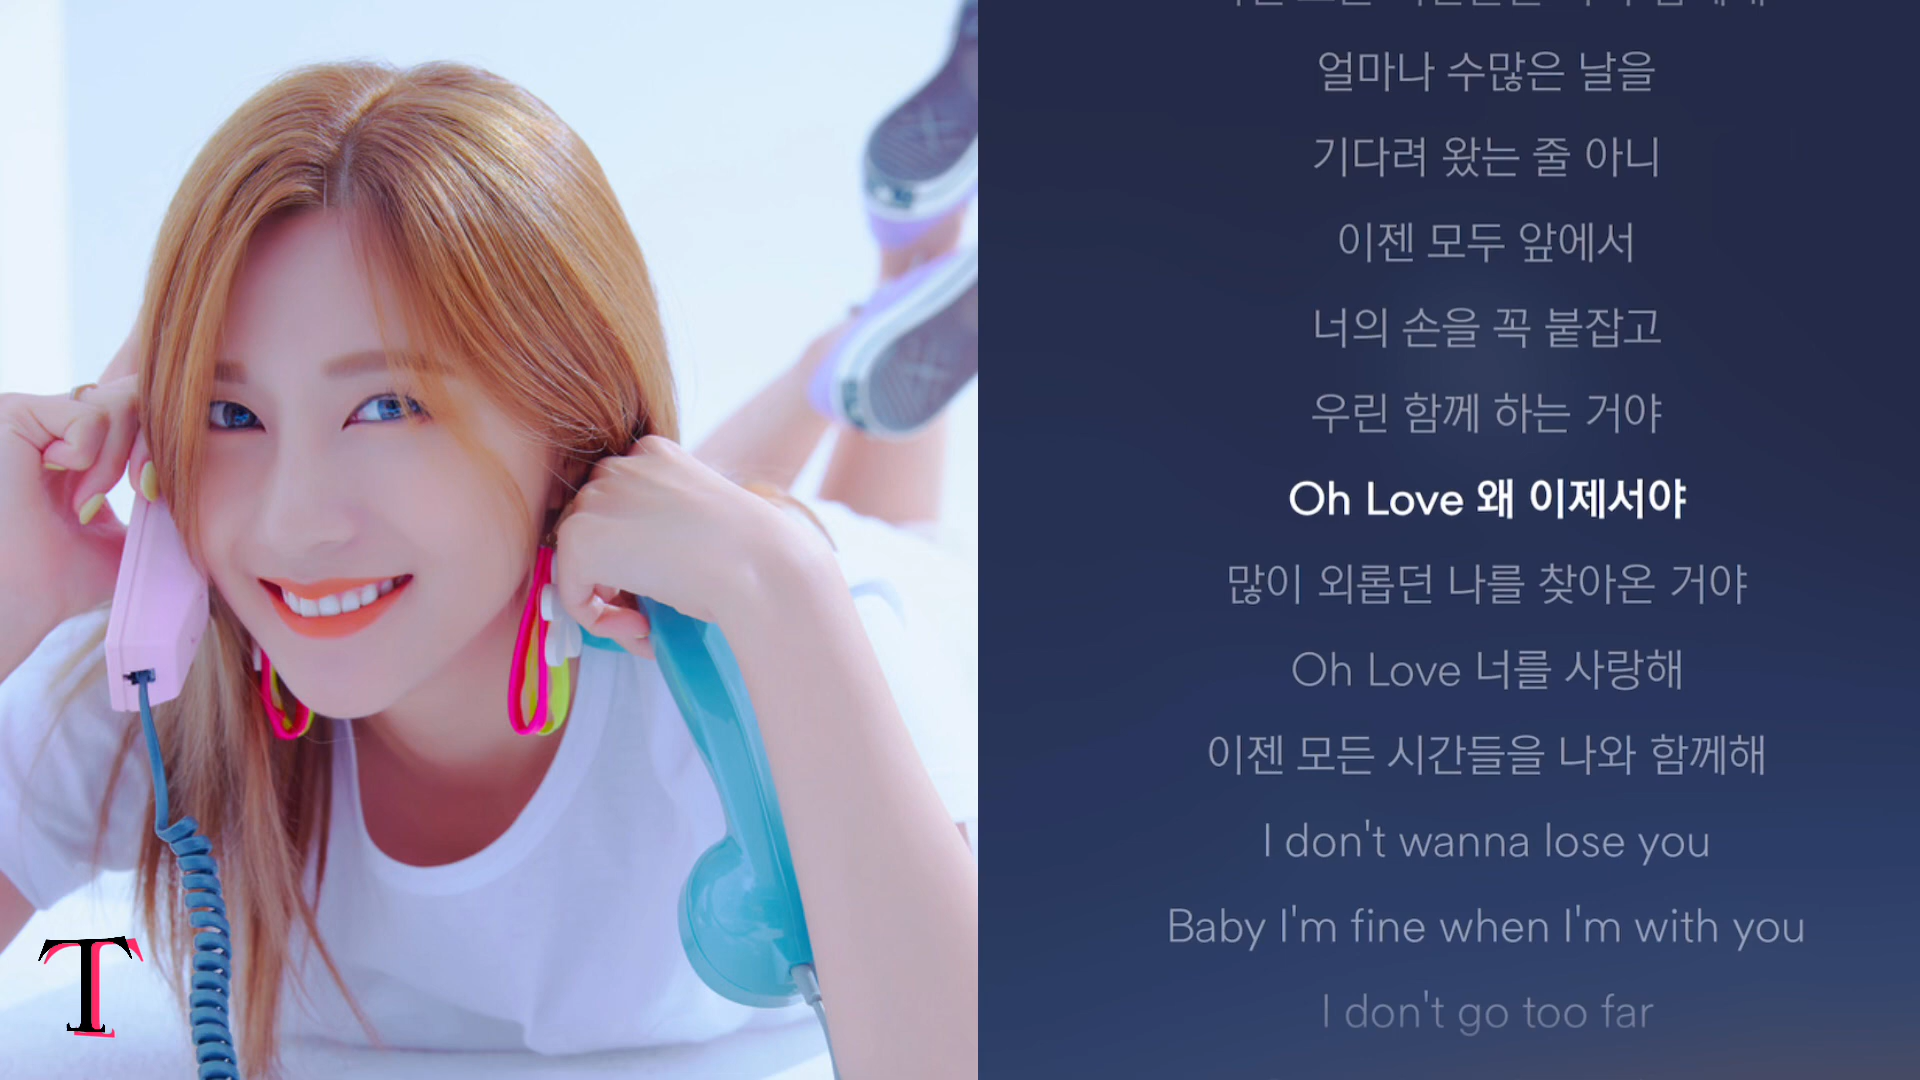 얼마나 수많은 날을
기다려 왔는 줄 아니
이젠 모두 앞에서
너의 손을 꼭 붙잡고
우린 함께 하는 거야
Oh Love 왜 이제서야
많이 외롭던 나를 찾아온 거야
Oh Love 너를 사랑해
이젠 모든 시간들을 나와 함께해
I don't wanna lose you
Baby I'm fine when I'm with you
I don't go too far
T